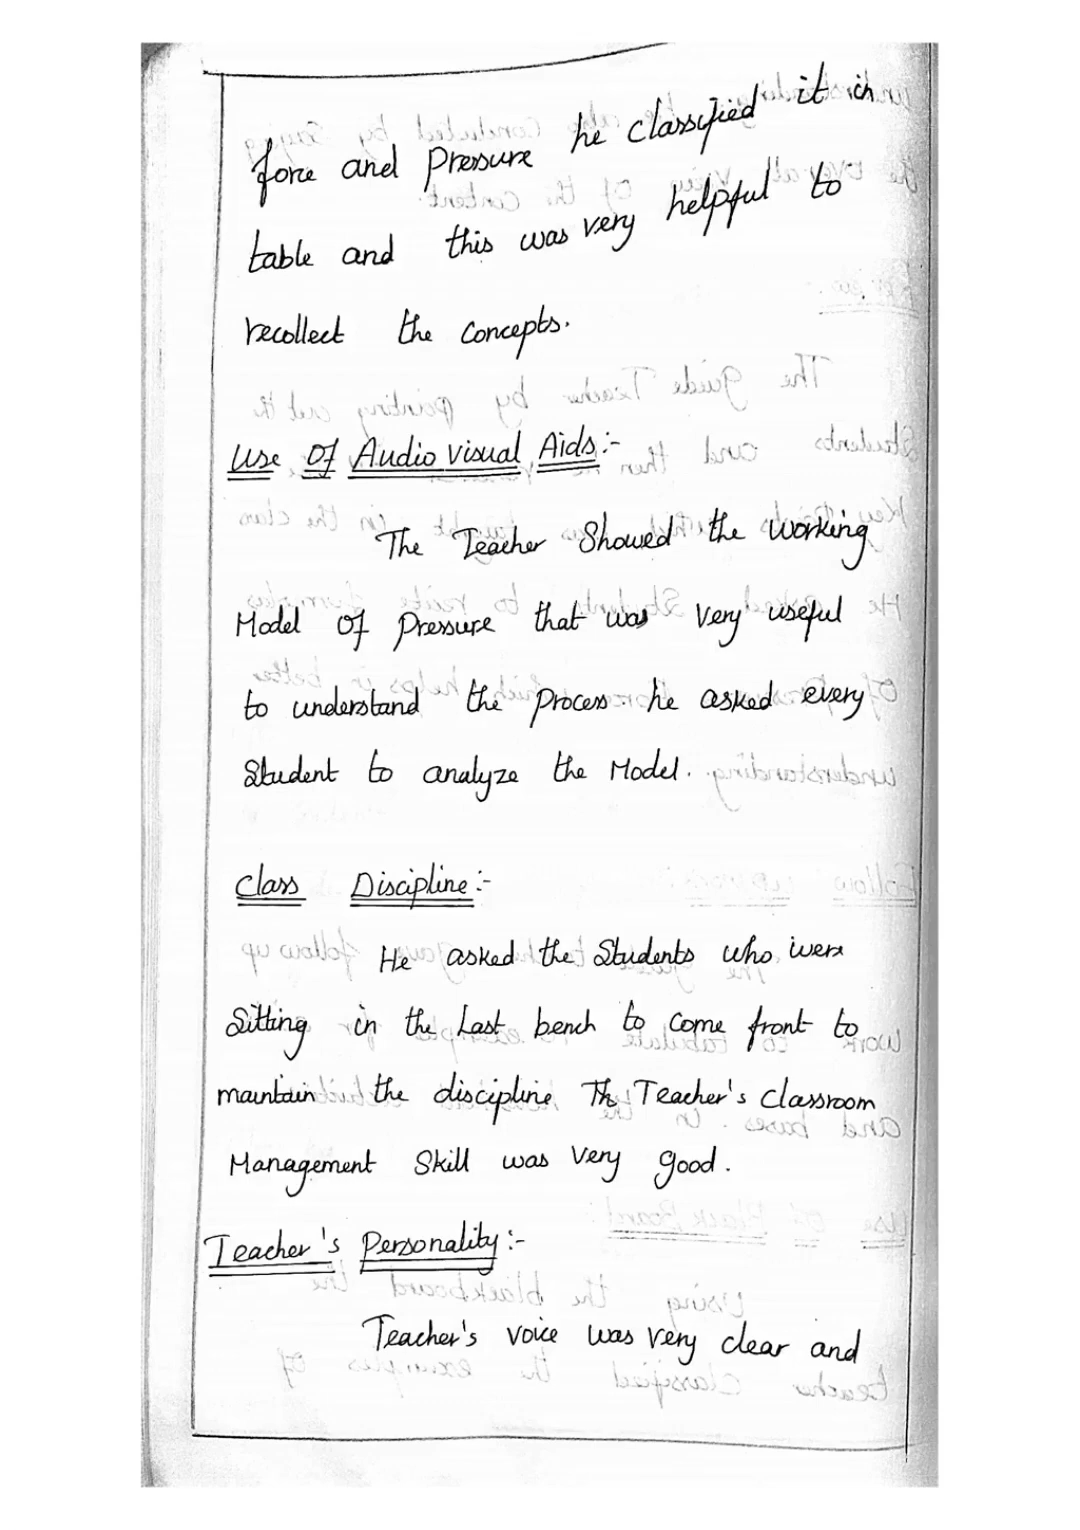 force and Pressure he classified it in
table and this was very helpful to
recollect the concepts.
Use Of Audio visual Aids:-
The Teacher Showed the working
Model Of Pressure that was very useful
to understand the Process. he asked every
Student to analyze the Model.
Class Discipline:-
He asked the Students who were
Sitting in the Last bench to come front to
maintain the discipline. The Teacher's Classroom
Management Skill was very good.
Teacher's Personality:-
Teacher's voice was very clear and